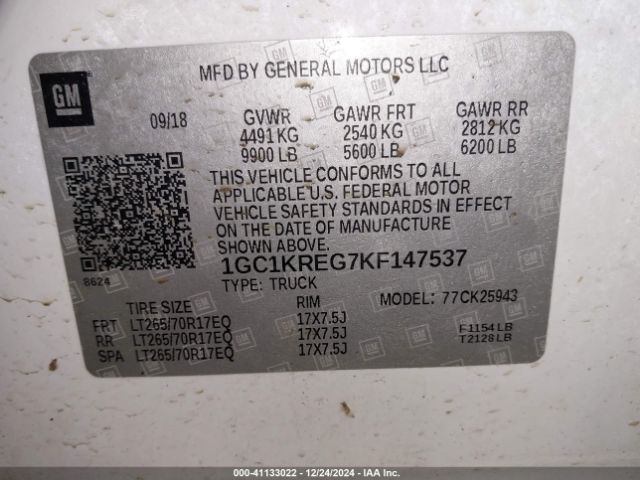 GM
MFD BY GENERAL MOTORS LLC
09/18 GVWR GAWR FRT GAWR RR
4491 KG 2540 KG 2812 KG
9900 LB 5600 LB 6200 LB
THIS VEHICLE CONFORMS TO ALL
APPLICABLE U.S. FEDERAL MOTOR
VEHICLE SAFETY STANDARDS IN EFFECT
ON THE DATE OF MANUFACTURE
SHOWN ABOVE.
8624
1GC1KREG7KF147537
TYPE: TRUCK MODEL: 77CK25943
TIRE SIZE RIM
FRT LT265/70R17EQ 17X7.5J F1154 LB
RR LT265/70R17EQ 17X7.5J T2128 LB
SPA LT265/70R17EQ 17X7.5J
000-41133022 - 12/24/2024 - IAA Inc.